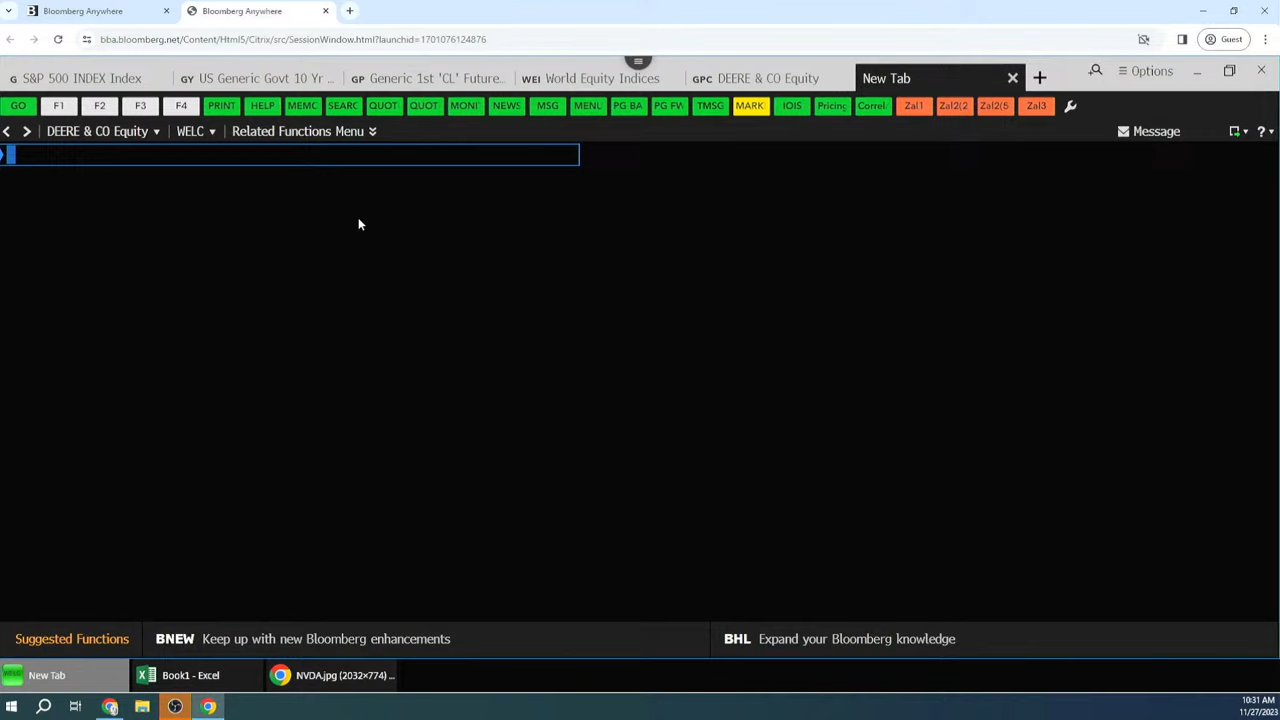 Bloomberg Anywhere
Bloomberg Anywhere
bba.bloomberg.net/Content/Html5/Citrix/src/SessionWindow.html?launchid=1701076124876
Guest
G S&P 500 INDEX Index
GY US Generic Govt 10 Yr ...
GP Generic 1st 'CL' Future...
WEI World Equity Indices
GPC DEERE & CO Equity
New Tab
Options
GO F1 F2 F3 F4 PRINT HELP MEMC SEARC QUOT QUOT MONI NEWS MSG MENU PG BA PG FW TMSG MARK IOIS Pricing Correl Zal1 Zal2(2 Zal2(5 Zal3
DEERE & CO Equity WELC Related Functions Menu
Message
?
Suggested Functions
BNEW Keep up with new Bloomberg enhancements
BHL Expand your Bloomberg knowledge
New Tab
Book1 - Excel
NVDA.jpg (2032×774) ...
10:31 AM
11/27/2023